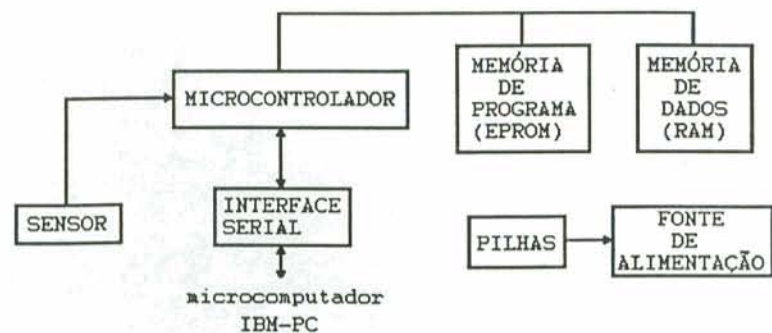 MICROCONTROLADOR
MEMÓRIA
DE
PROGRAMA
(EPROM)
MEMÓRIA
DE
DADOS
(RAM)
SENSOR
INTERFACE
SERIAL
PILHAS
FONTE
DE
ALIMENTAÇÃO
microcomputador
IBM-PC